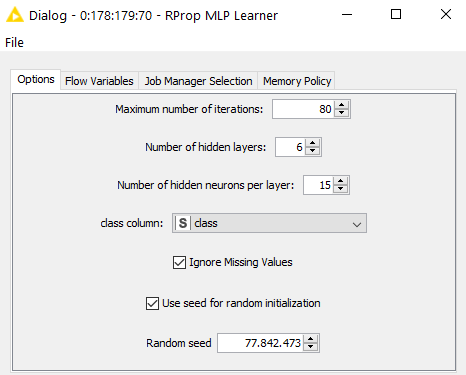 Dialog - 0:178:179:70 - RProp MLP Learner
File
Options Flow Variables Job Manager Selection Memory Policy
Maximum number of iterations: 80
Number of hidden layers: 6
Number of hidden neurons per layer: 15
class column: S class
Ignore Missing Values
Use seed for random initialization
Random seed 77.842.473